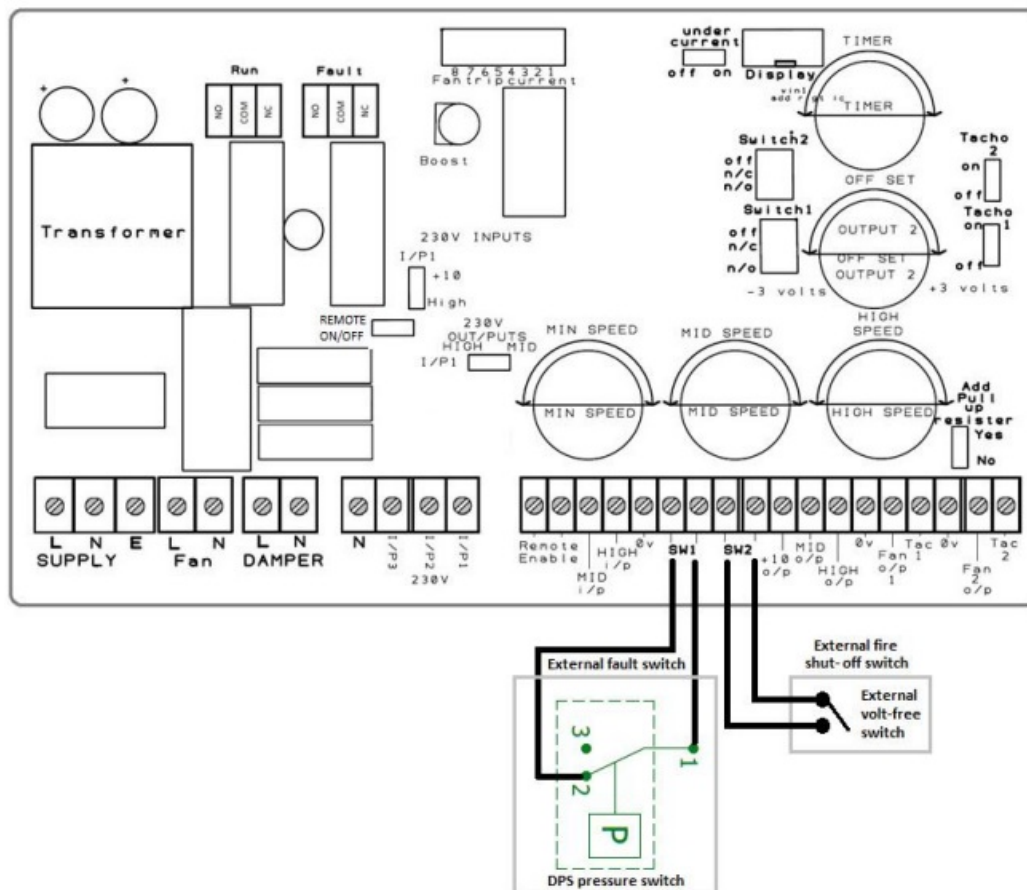 under
current
off on
Display
vin1
TIMER
TIMER
OFF SET
Run
Fault
NO
COM
NC
NO
COM
NC
8 7 6 5 4 3 2 1
Fantripcurrent
Boost
Switch2
off
n/c
n/o
Switch1
off
n/c
n/o
Tacho
2
on
off
Tacho
1
on
off
OUTPUT 2
OFF SET
OUTPUT 2
-3 volts
+3 volts
Transformer
230V INPUTS
I/P1
+10
High
REMOTE
ON/OFF
230V
OUT/PUTS
HIGH MID
I/P1
MIN SPEED
MIN SPEED
MID SPEED
MID SPEED
HIGH
SPEED
HIGH SPEED
Add
Pull
up
resister
Yes
No
L N E
SUPPLY
L N
Fan
L N
DAMPER
N
I/P3
I/P2
I/P1
230V
Remote
Enable
MID
i/p
HIGH
i/p
0v
SW1
SW2
+10
o/p
MID
o/p
HIGH
o/p
0v
Fan
o/p
1
Tac
1
0v
Fan
2
o/p
Tac
2
External fault switch
3
2
1
P
DPS pressure switch
External fire
shut- off switch
External
volt-free
switch